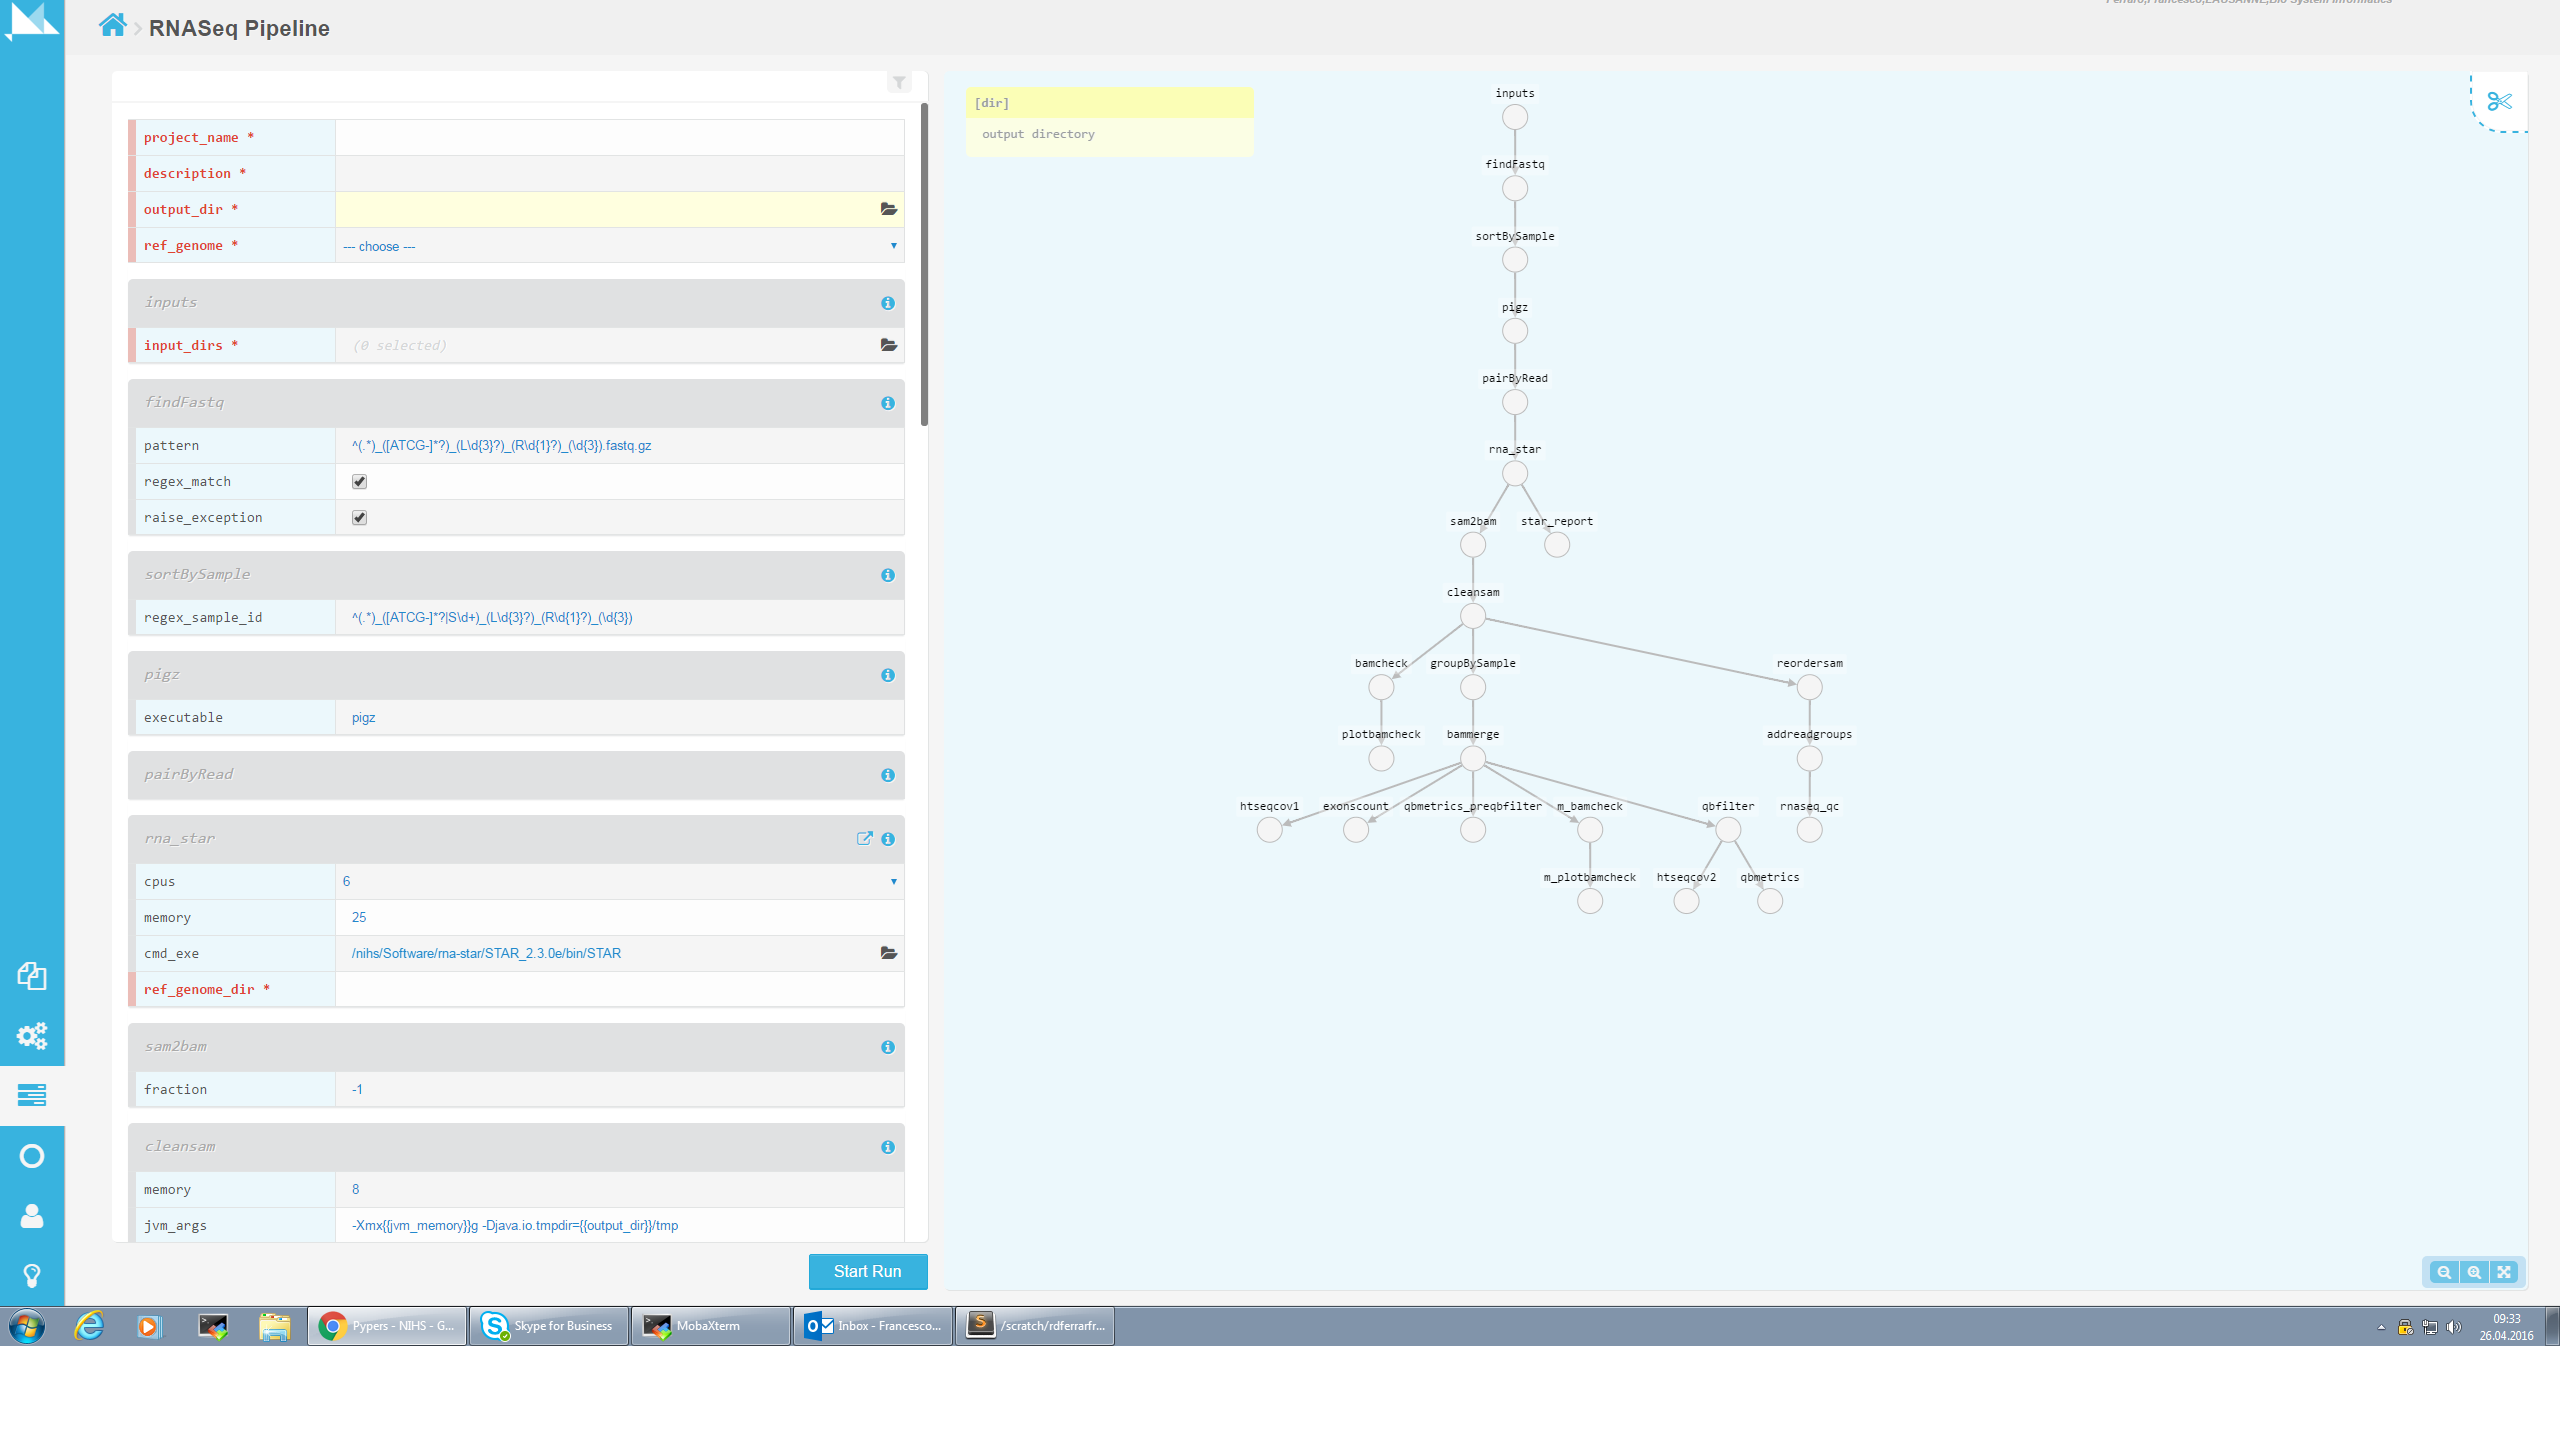 Ferraro,Francesco,LAUSANNE,Bio System Informatics
RNASeq Pipeline
project_name *
description *
output_dir *
ref_genome *
--- choose ---
inputs
input_dirs *
(0 selected)
findFastq
pattern
^(.*)_([ATCG-]*?)_(L\d{3}?)_(R\d{1}?)_(\d{3}).fastq.gz
regex_match
raise_exception
sortBySample
regex_sample_id
^(.*)_([ATCG-]*?|S\d+)_(L\d{3}?)_(R\d{1}?)_(\d{3})
pigz
executable
pigz
pairByRead
rna_star
cpus
6
memory
25
cmd_exe
/nihs/Software/rna-star/STAR_2.3.0e/bin/STAR
ref_genome_dir *
sam2bam
fraction
-1
cleansam
memory
8
jvm_args
-Xmx{{jvm_memory}}g -Djava.io.tmpdir={{output_dir}}/tmp
Start Run
[dir]
output directory
inputs
findFastq
sortBySample
pigz
pairByRead
rna_star
sam2bam
star_report
cleansam
bamcheck
groupBySample
reordersam
plotbamcheck
bammerge
addreadgroups
htseqcov1
exonscount
qbmetrics_preqbfilter
m_bamcheck
qbfilter
rnaseq_qc
m_plotbamcheck
htseqcov2
qbmetrics
Pypers - NIHS - G...
Skype for Business
MobaXterm
Inbox - Francesco...
/scratch/rdferrarfr...
09:33
26.04.2016